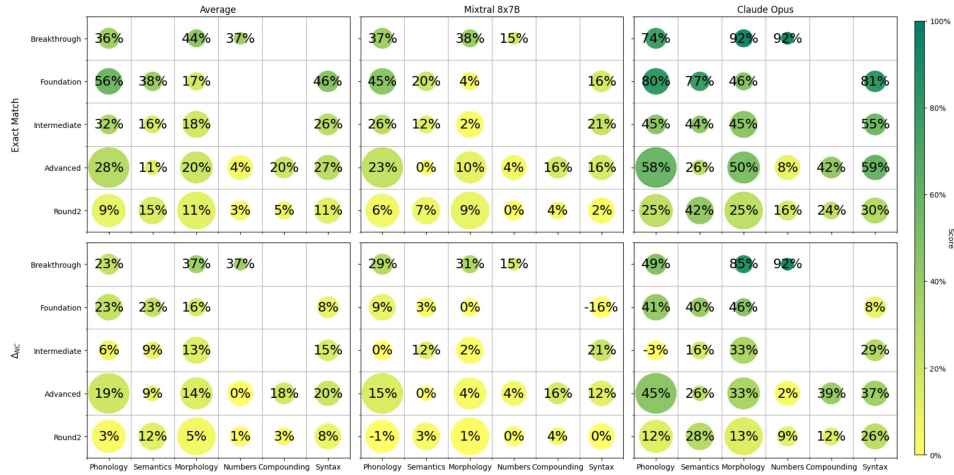 Average Mixtral 8x7B Claude Opus
Exact Match
Breakthrough 36% 44% 37% 37% 38% 15% 74% 92% 92%
Foundation 56% 38% 17% 46% 45% 20% 4% 16% 80% 77% 46% 81%
Intermediate 32% 16% 18% 26% 26% 12% 2% 21% 45% 44% 45% 55%
Advanced 28% 11% 20% 4% 20% 27% 23% 0% 10% 4% 16% 16% 58% 26% 50% 8% 42% 59%
Round2 9% 15% 11% 3% 5% 11% 6% 7% 9% 0% 4% 2% 25% 42% 25% 16% 24% 30%
Δ_NC
Breakthrough 23% 37% 37% 29% 31% 15% 49% 85% 92%
Foundation 23% 23% 16% 8% 9% 3% 0% -16% 41% 40% 46% 8%
Intermediate 6% 9% 13% 15% 0% 12% 2% 21% -3% 16% 33% 29%
Advanced 19% 9% 14% 0% 18% 20% 15% 0% 4% 4% 16% 12% 45% 26% 33% 2% 39% 37%
Round2 3% 12% 5% 1% 3% 8% -1% 3% 1% 0% 4% 0% 12% 28% 13% 9% 12% 26%
Phonology Semantics Morphology Numbers Compounding Syntax Phonology Semantics Morphology Numbers Compounding Syntax Phonology Semantics Morphology Numbers Compounding Syntax
100%
80%
60%
40%
20%
0%
Score